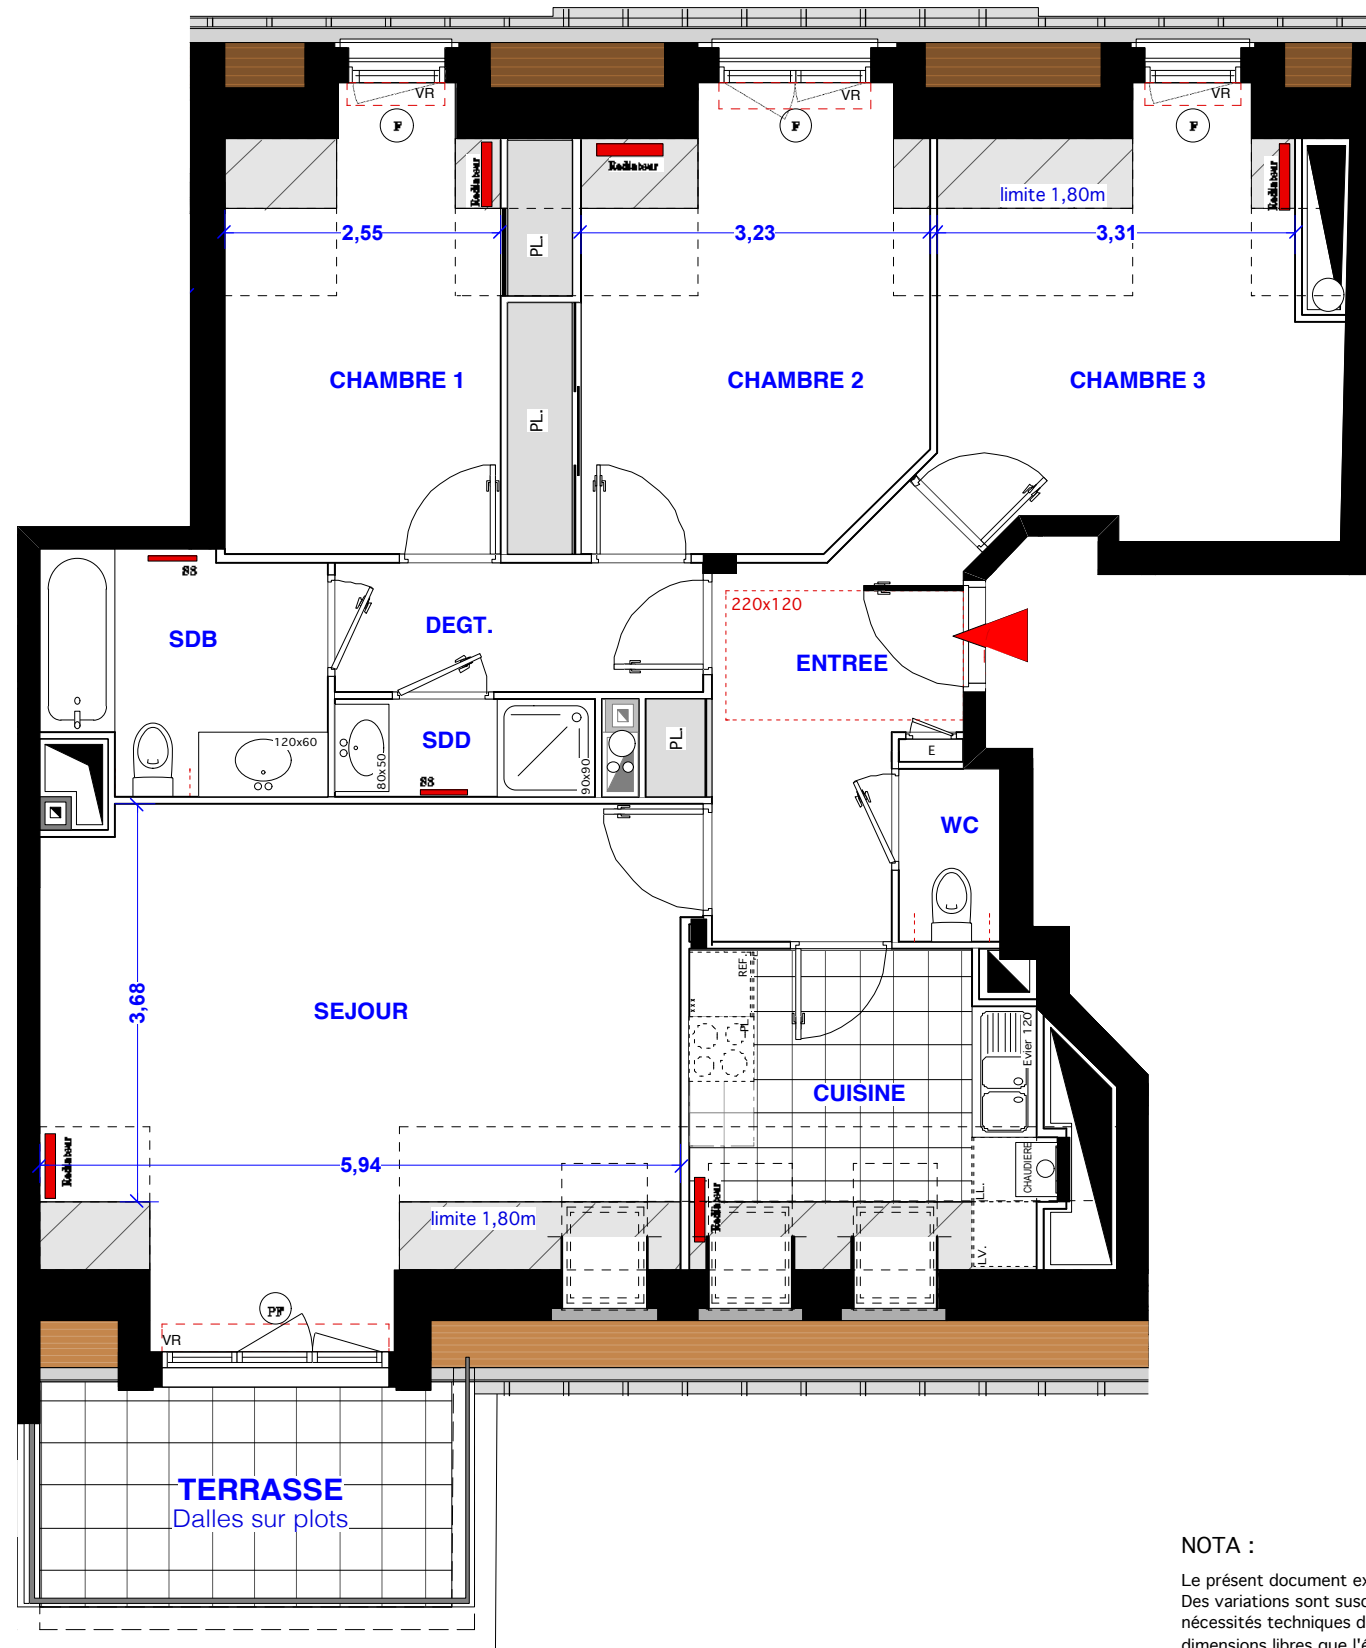 VR
VR
VR
F
F
F
Radiateur
Radiateur
Radiateur
limite 1,80m
2,55
3,23
3,31
PL.
PL.
CHAMBRE 1
CHAMBRE 2
CHAMBRE 3
SS
220x120
SDB
DEGT.
ENTREE
120x60
80x50
SDD
SS
90x90
PL.
E
WC
3,68
SEJOUR
REF.
PL.
Evier 120
CUISINE
Radiateur
5,94
CHAUDIERE
Radiateur
LL.
limite 1,80m
LV.
PF
VR
TERRASSE
Dalles sur plots
NOTA :
Le présent document ex
Des variations sont susc
nécessités techniques d
dimensions libres que l'é